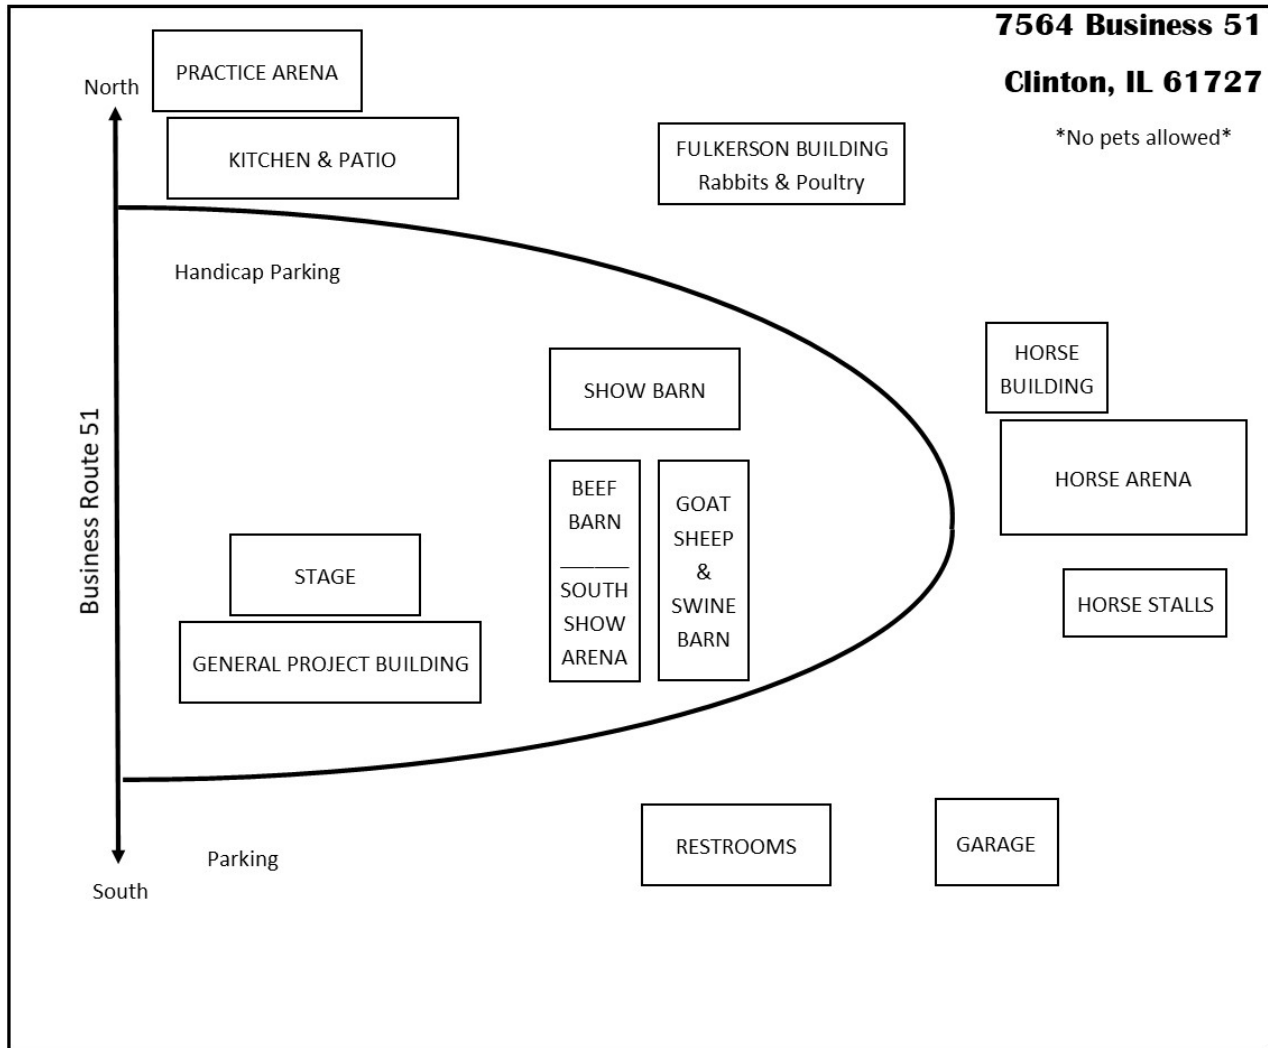 7564 Business 51
Clinton, IL 61727
*No pets allowed*
PRACTICE ARENA
North
KITCHEN & PATIO
FULKERSON BUILDING
Rabbits & Poultry
Handicap Parking
HORSE
BUILDING
SHOW BARN
Business Route 51
HORSE ARENA
BEEF
BARN
SOUTH
SHOW
ARENA
GOAT
SHEEP
&
SWINE
BARN
STAGE
HORSE STALLS
GENERAL PROJECT BUILDING
RESTROOMS
GARAGE
Parking
South